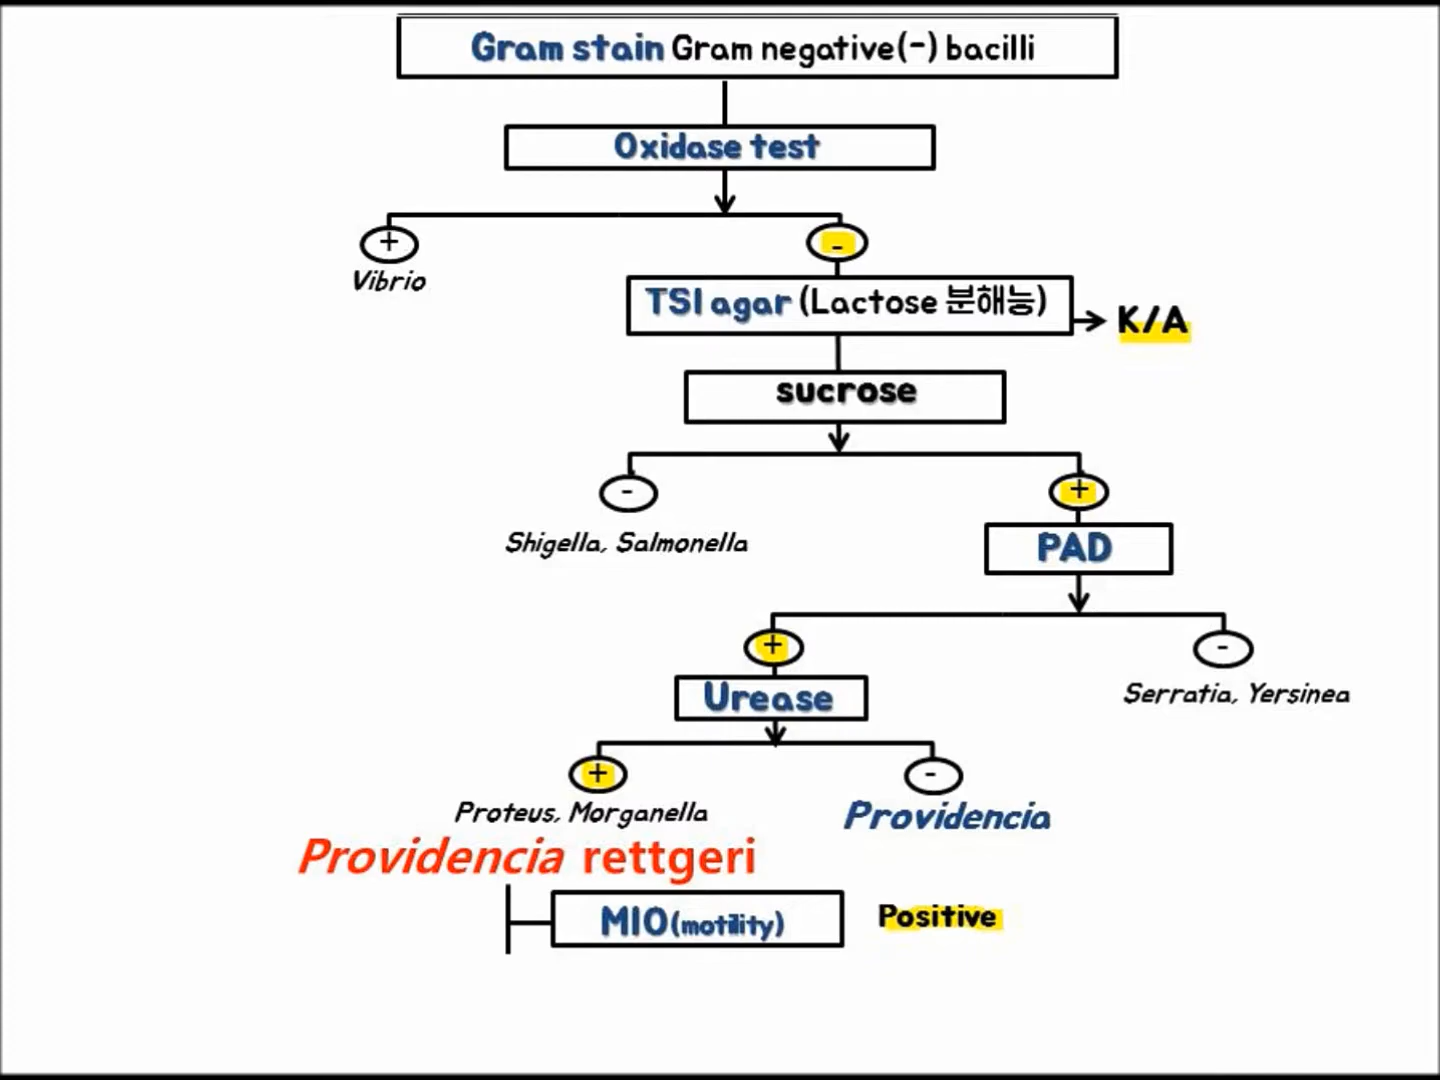 Gram stain Gram negative(-) bacilli
Oxidase test
+
-
Vibrio
TSI agar (Lactose 분해능)
K/A
sucrose
-
+
Shigella, Salmonella
PAD
+
-
Urease
Serratia, Yersinea
+
-
Proteus, Morganella
Providencia
Providencia rettgeri
MIO(motility)
Positive